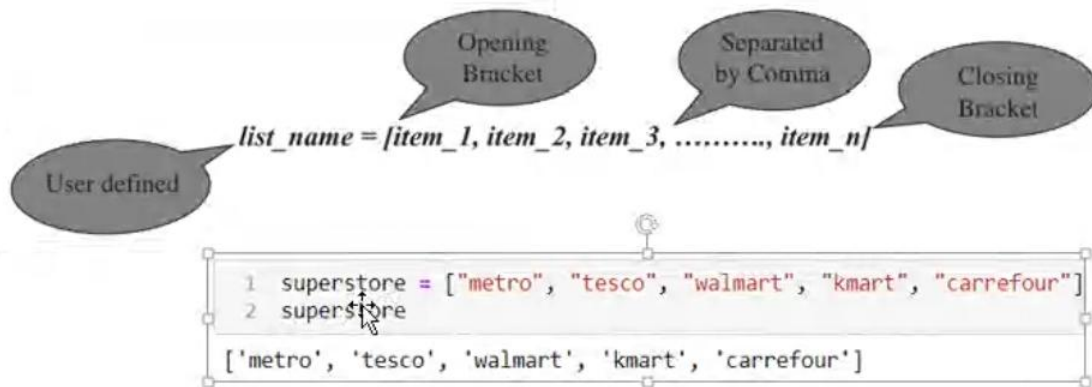 Opening
Bracket
Separated
by Comma
Closing
Bracket
list_name = [item_1, item_2, item_3, .........., item_n]
User defined
1 superstore = ["metro", "tesco", "walmart", "kmart", "carrefour"]
2 superstore
['metro', 'tesco', 'walmart', 'kmart', 'carrefour']